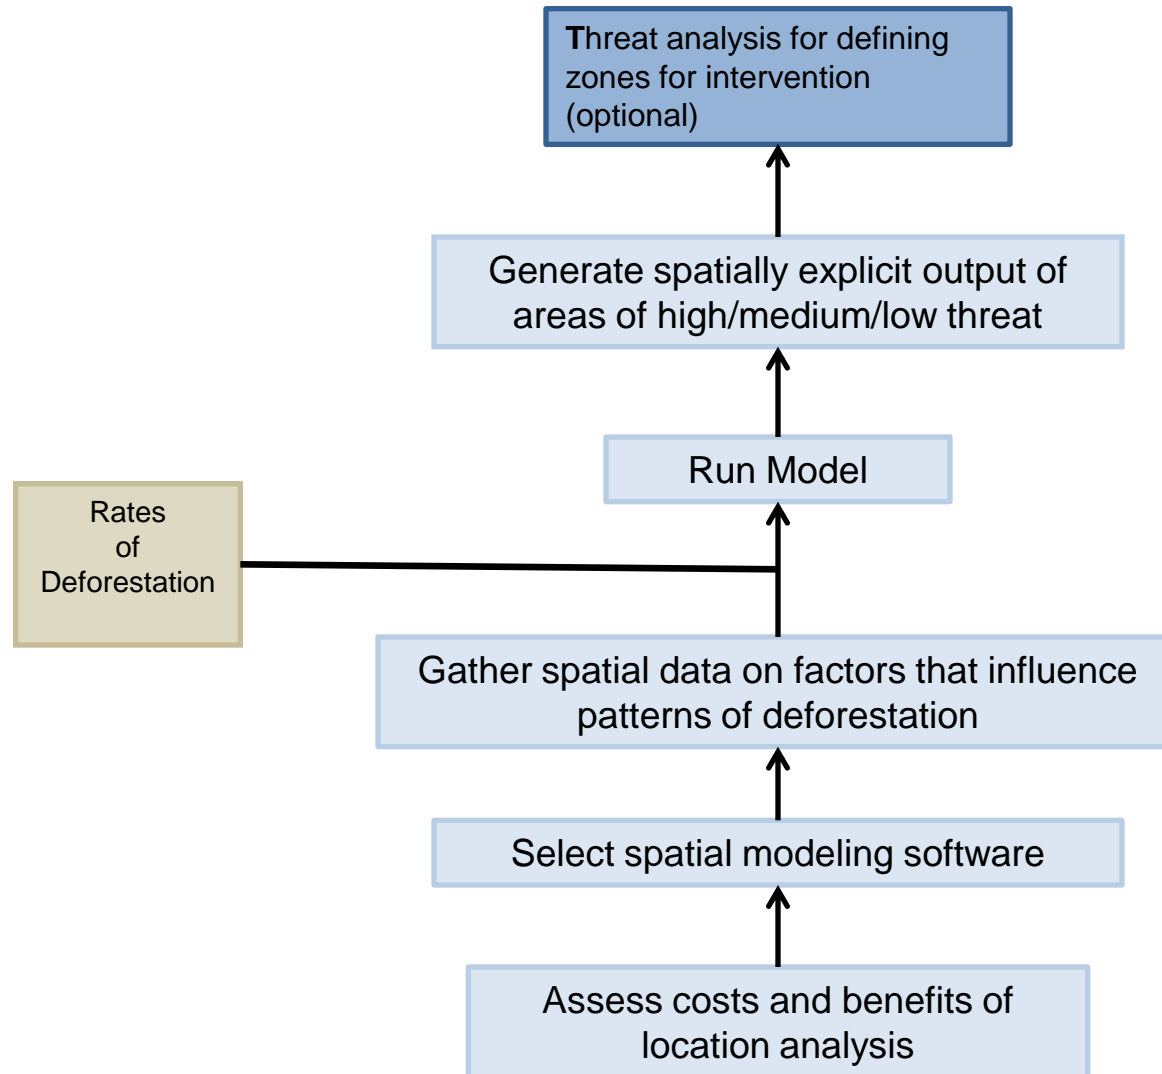 Threat analysis for defining
zones for intervention
(optional)
Generate spatially explicit output of
areas of high/medium/low threat
Run Model
Rates
of
Deforestation
Gather spatial data on factors that influence
patterns of deforestation
Select spatial modeling software
Assess costs and benefits of
location analysis